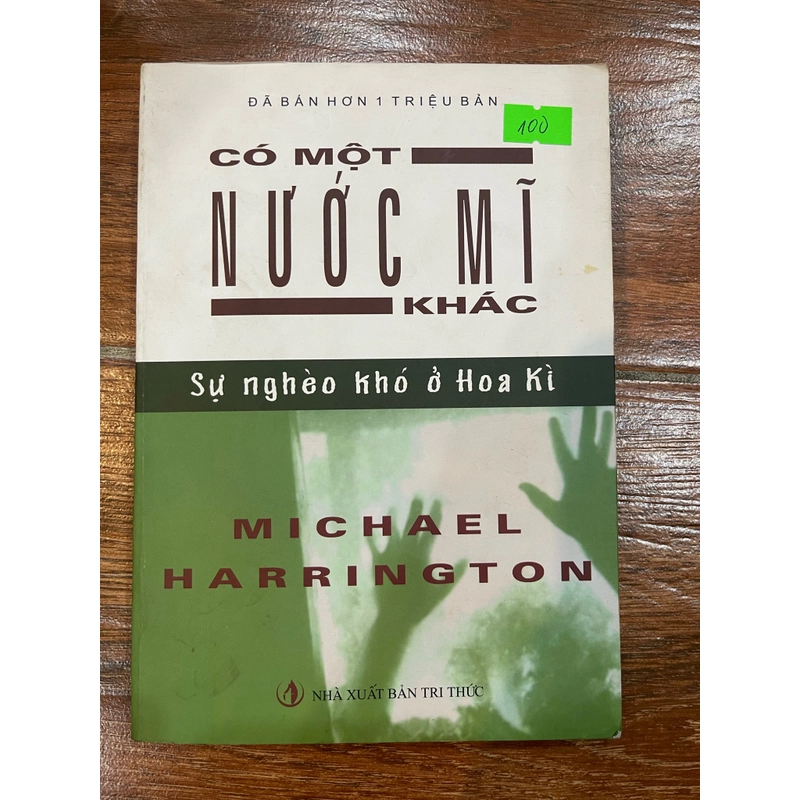 ĐÃ BÁN HƠN 1 TRIỆU BẢN
100
CÓ MỘT
NƯỚC MĨ
KHÁC
Sự nghèo khó ở Hoa Kì
MICHAEL
HARRINGTON
NHÀ XUẤT BẢN TRI THỨC